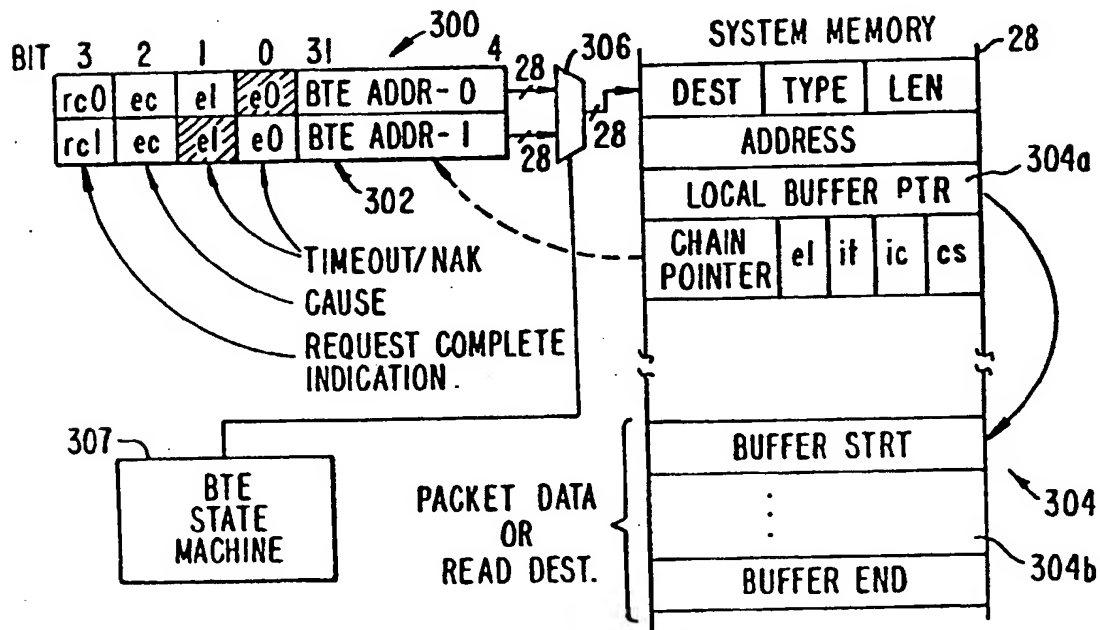 SYSTEM MEMORY
BIT 3 2 1 0 31 4
300
306
28
rc0 ec e1 e0 BTE ADDR-0
28
DEST TYPE LEN
rc1 ec e1 e0 BTE ADDR-1
28
28
ADDRESS
302
LOCAL BUFFER PTR
304a
TIMEOUT/NAK
CHAIN POINTER el it ic cs
CAUSE
REQUEST COMPLETE
INDICATION.
307
BTE
STATE
MACHINE
PACKET DATA
OR
READ DEST.
BUFFER STRT
304
304b
BUFFER END